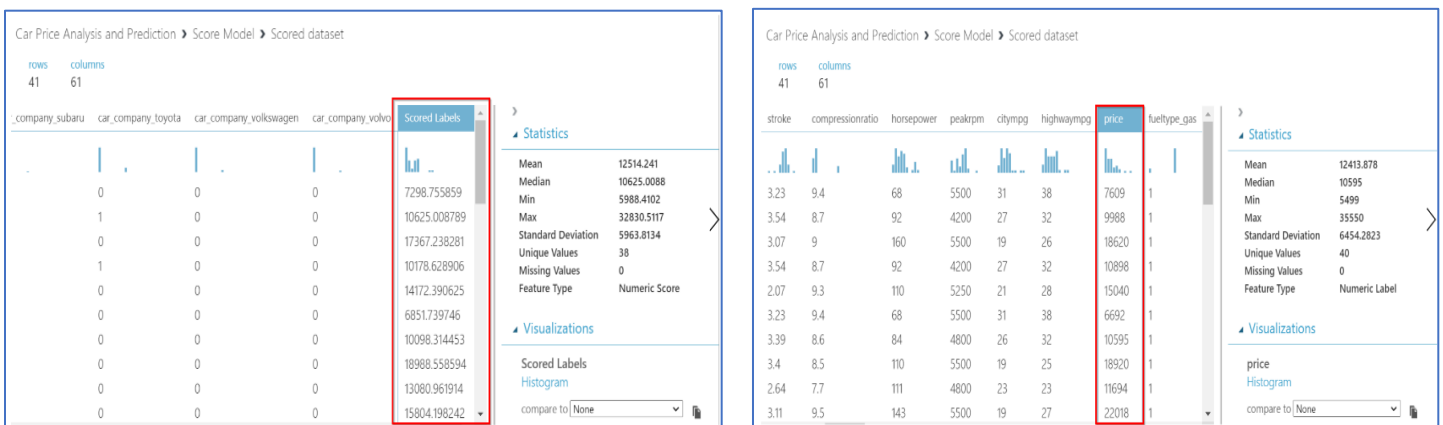 Car Price Analysis and Prediction ❯ Score Model ❯ Scored dataset
rows columns
41 61
_company_subaru car_company_toyota car_company_volkswagen car_company_volvo Scored Labels
0 0 0 7298.755859
1 0 0 10625.008789
0 0 0 17367.238281
1 0 0 10178.628906
0 0 0 14172.390625
0 0 0 6851.739746
0 0 0 10098.314453
0 0 0 18988.558594
0 0 0 13080.961914
0 0 0 15804.198242
Statistics
Mean 12514.241
Median 10625.0088
Min 5988.4102
Max 32830.5117
Standard Deviation 5963.8134
Unique Values 38
Missing Values 0
Feature Type Numeric Score
Visualizations
Scored Labels
Histogram
compare to None
Car Price Analysis and Prediction ❯ Score Model ❯ Scored dataset
rows columns
41 61
stroke compressionratio horsepower peakrpm citympg highwaympg price fueltype_gas
3.23 9.4 68 5500 31 38 7609 1
3.54 8.7 92 4200 27 32 9988 1
3.07 9 160 5500 19 26 18620 1
3.54 8.7 92 4200 27 32 10898 1
2.07 9.3 110 5250 21 28 15040 1
3.23 9.4 68 5500 31 38 6692 1
3.39 8.6 84 4800 26 32 10595 1
3.4 8.5 110 5500 19 25 18920 1
2.64 7.7 111 4800 23 23 11694 1
3.11 9.5 143 5500 19 27 22018 1
Statistics
Mean 12413.878
Median 10595
Min 5499
Max 35550
Standard Deviation 6454.2823
Unique Values 40
Missing Values 0
Feature Type Numeric Label
Visualizations
price
Histogram
compare to None